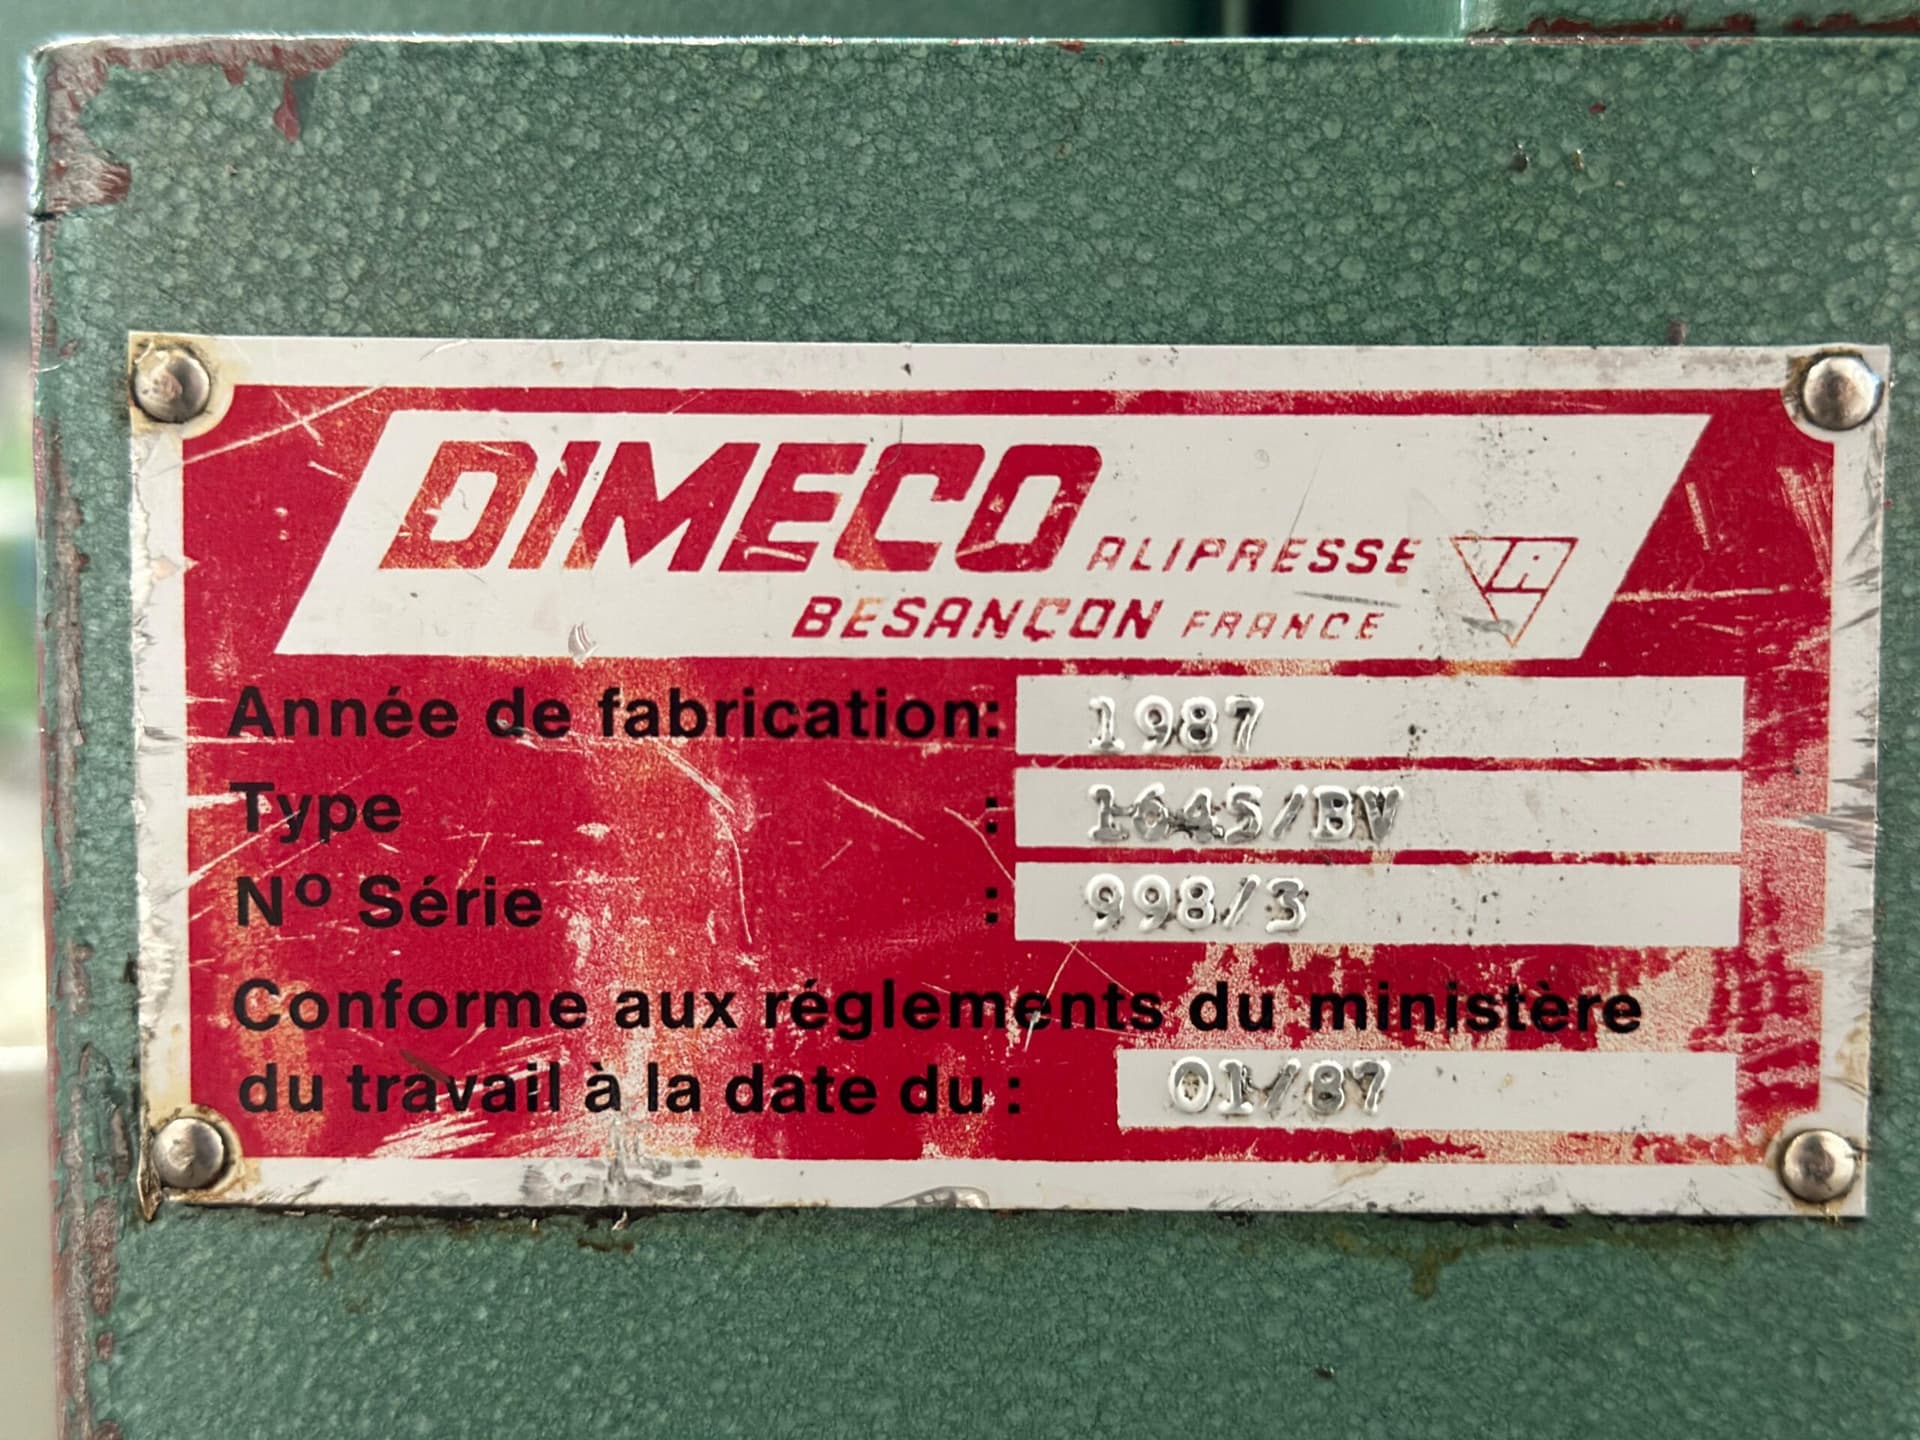 DIMECO ALIPRESSE
BESANÇON FRANCE
Année de fabrication: 1987
Type : 1645/BV
Nº Série : 998/3
Conforme aux réglements du ministère
du travail à la date du : 01/87